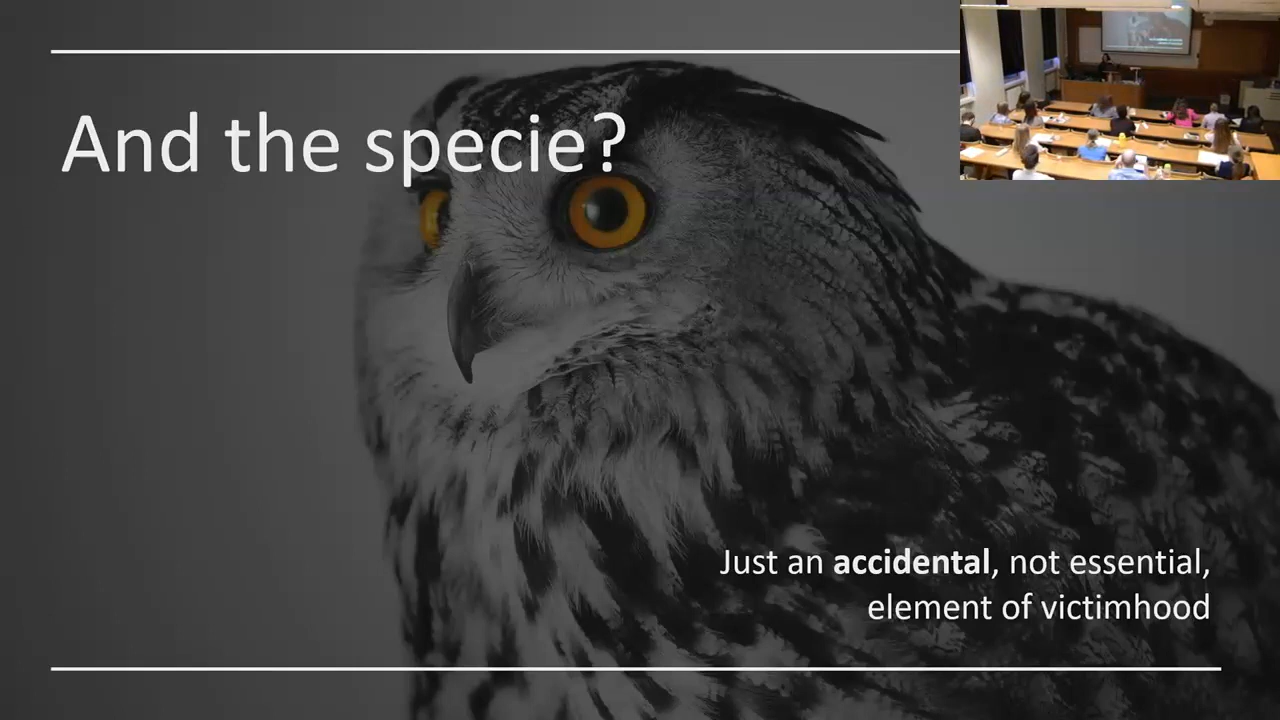 And the specie?
Just an accidental, not essential,
element of victimhood